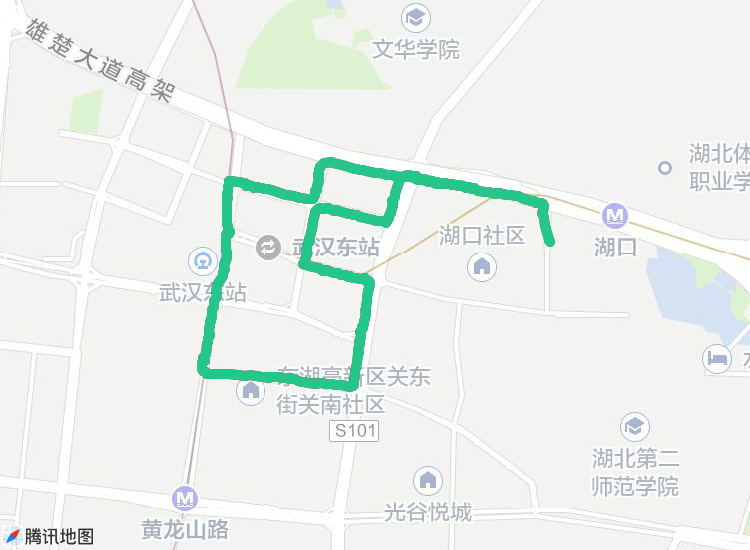 文华学院
雄楚大道高架
湖北体
职业学
M
湖口
湖口社区
武汉东站
武汉东站
东湖高新区关东
街关南社区
S101
湖北第二
师范学院
M
光谷悦城
黄龙山路
腾讯地图